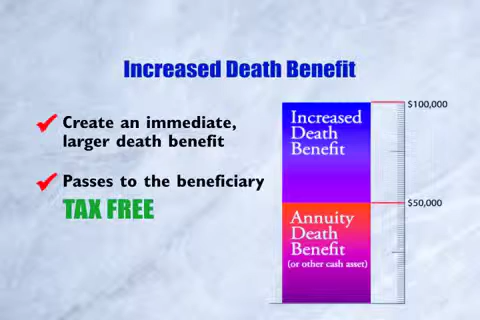 Increased Death Benefit
✔ Create an immediate,
larger death benefit
✔ Passes to the beneficiary
TAX FREE
$100,000
Increased
Death
Benefit
$50,000
Annuity
Death
Benefit
(or other cash asset)